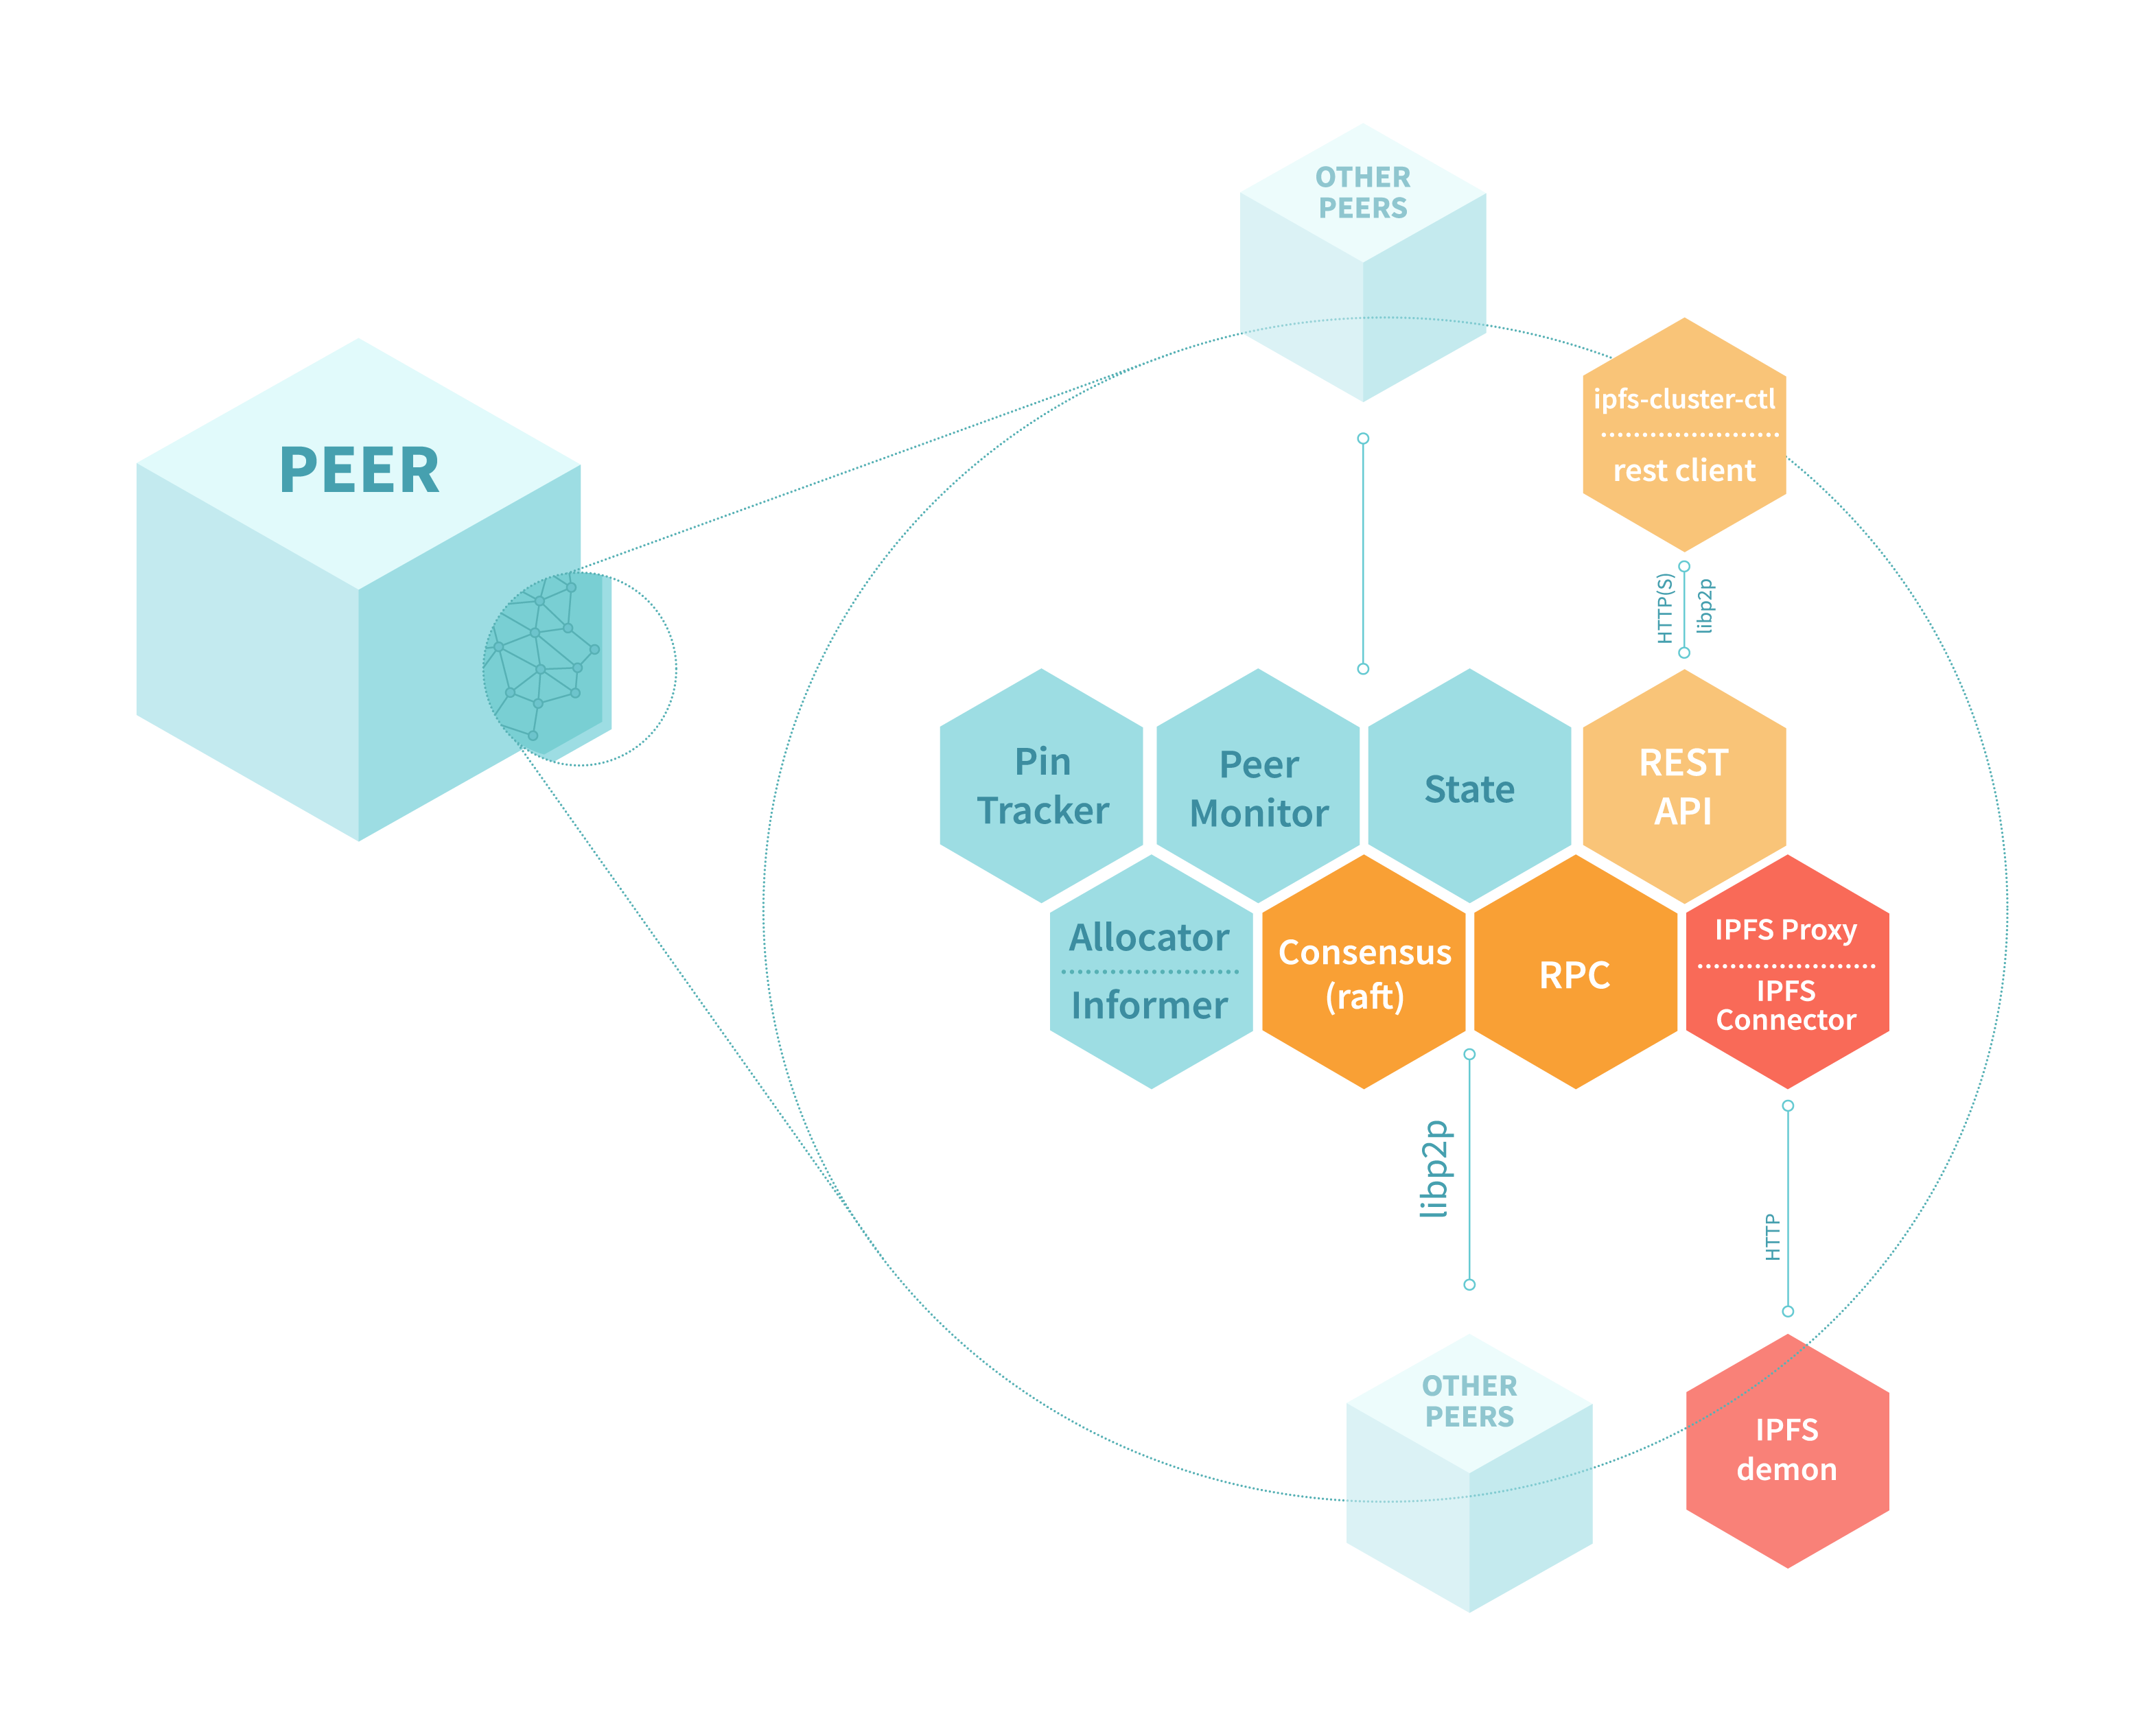 OTHER
PEERS
PEER
ipfs-cluster-ctl
rest client
HTTP(S)
libp2p
Pin
Tracker
Peer
Monitor
State
REST
API
Allocator
Informer
Consensus
(raft)
RPC
IPFS Proxy
IPFS
Connector
libp2p
HTTP
OTHER
PEERS
IPFS
demon